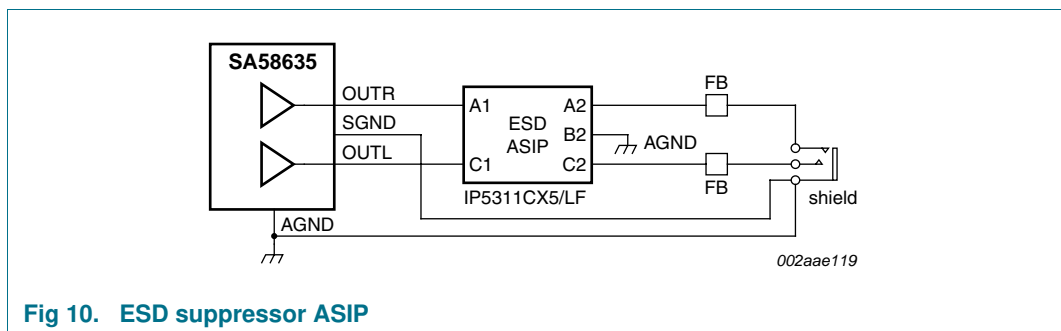 SA58635
OUTR
SGND
OUTL
AGND
A1
C1
ESD
ASIP
A2
B2
C2
IP5311CX5/LF
AGND
FB
FB
shield
002aae119
Fig 10. ESD suppressor ASIP